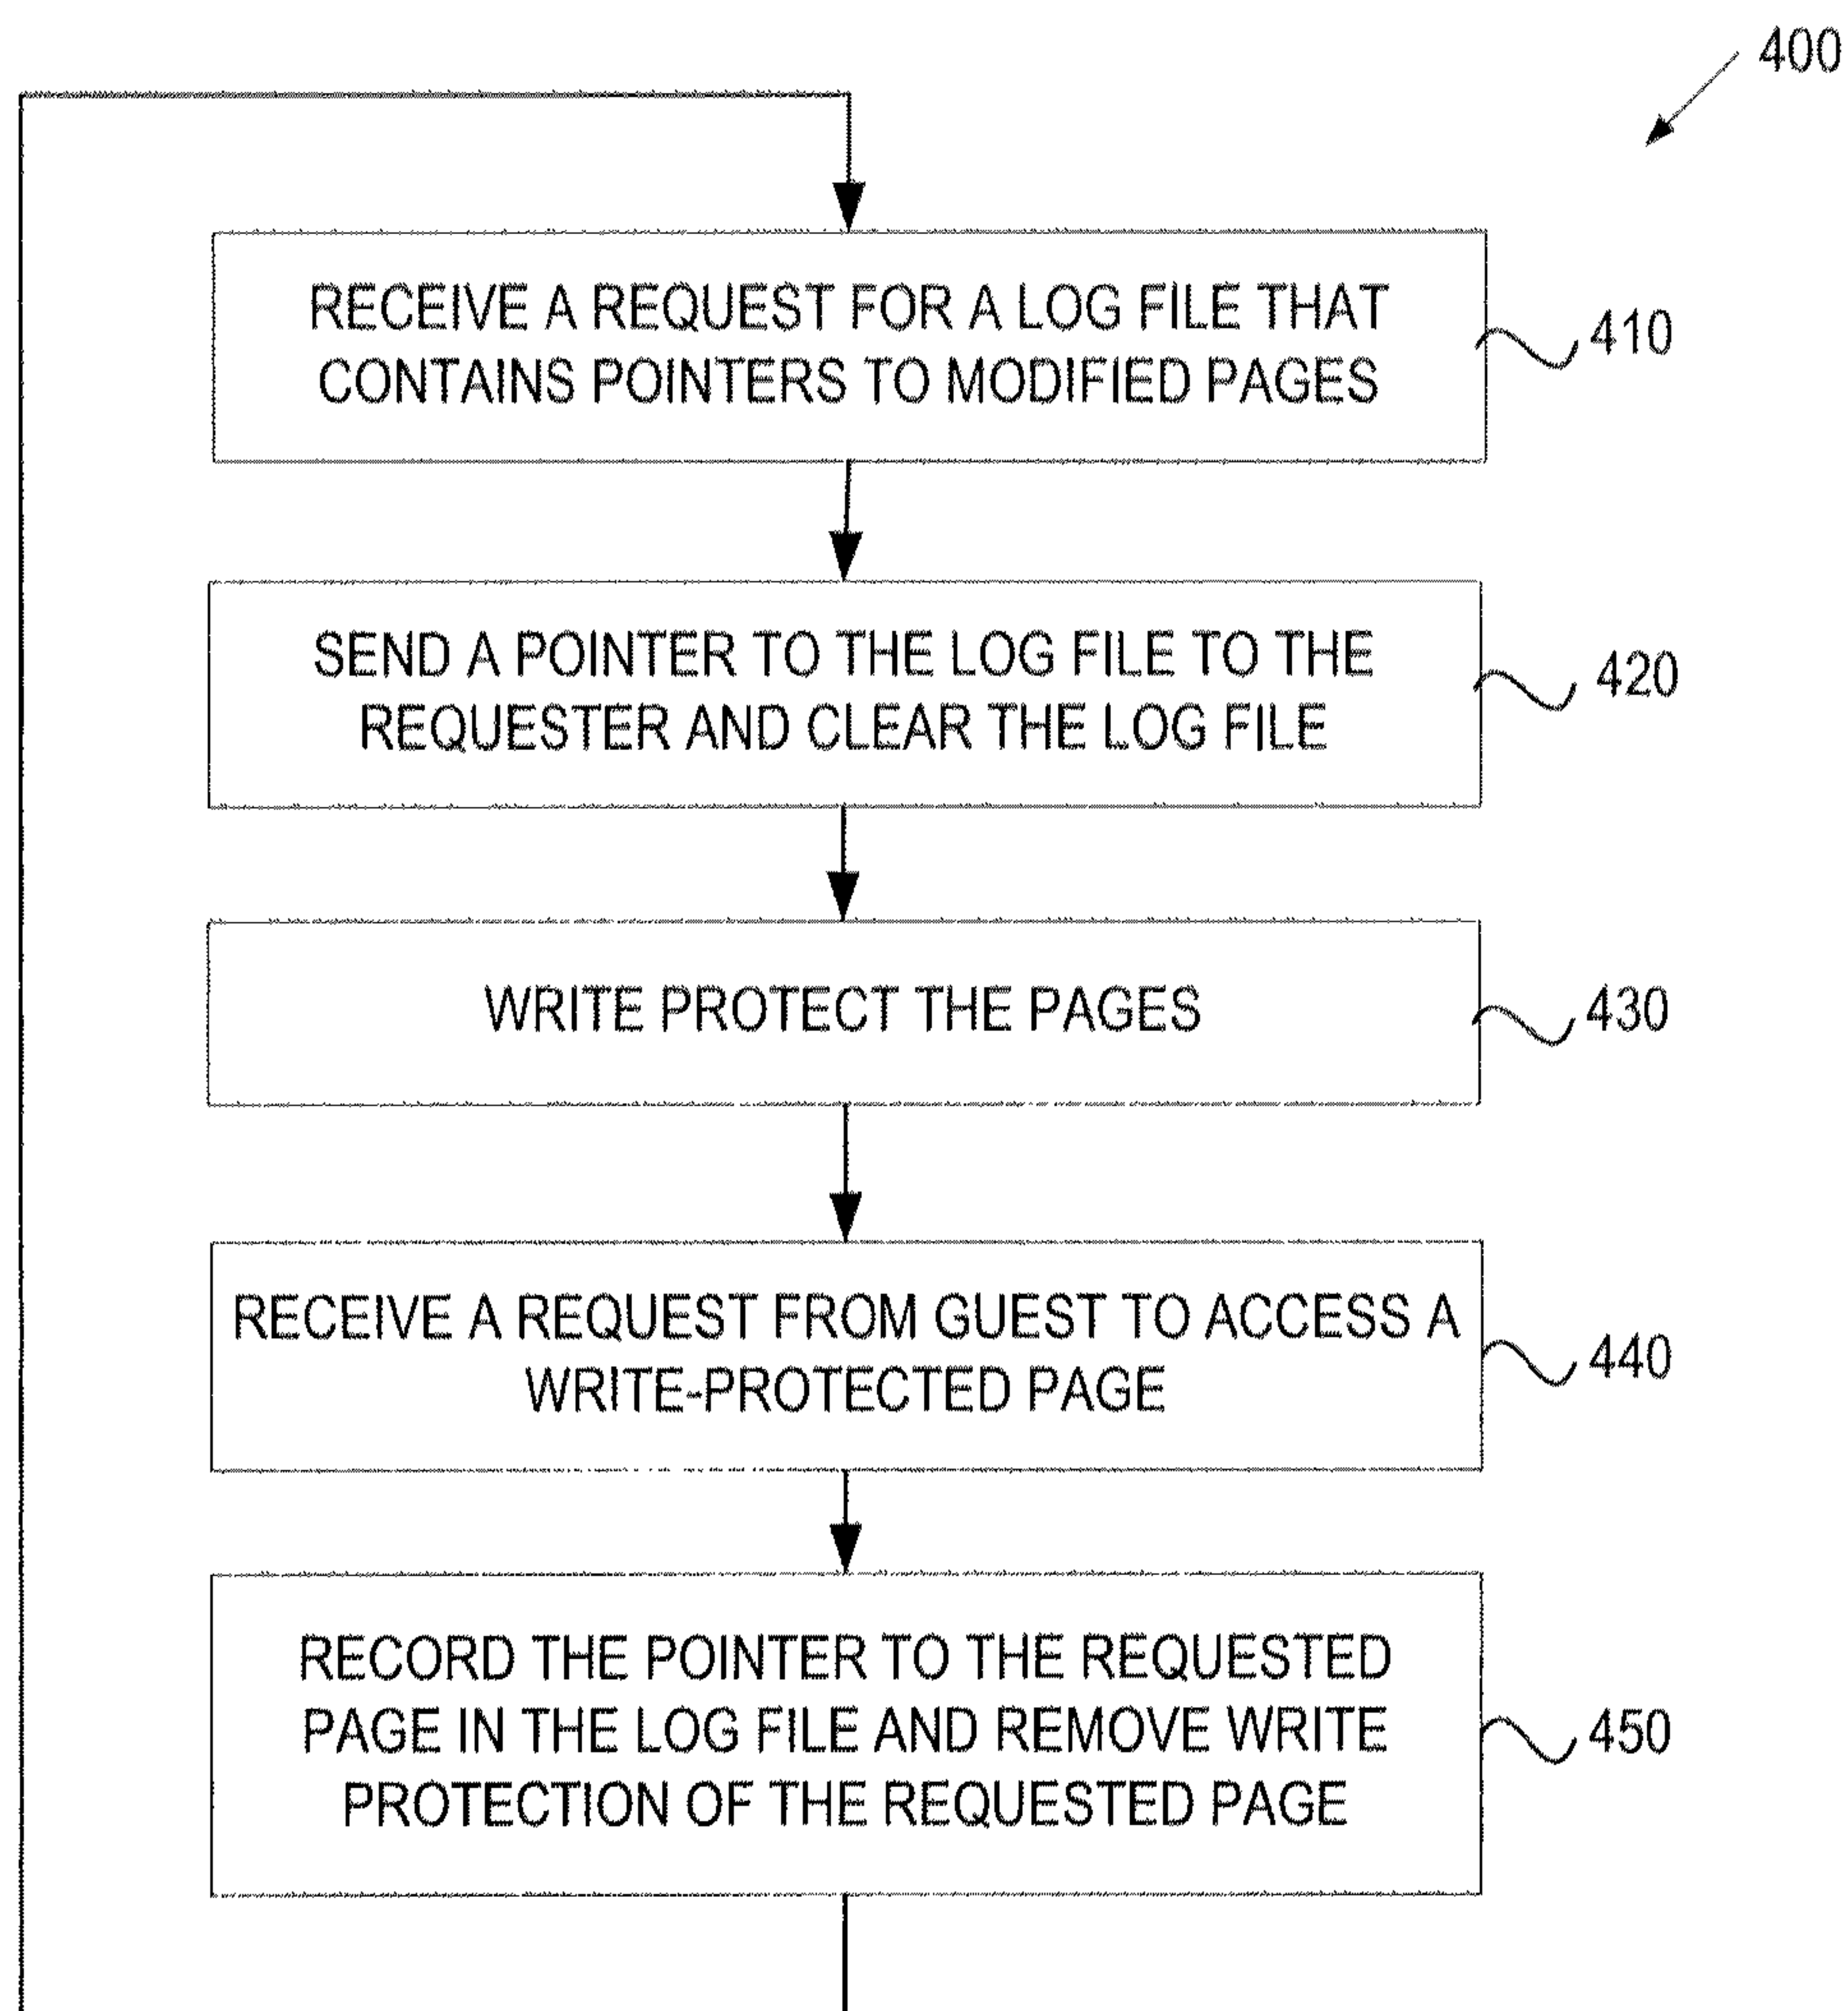 400
RECEIVE A REQUEST FOR A LOG FILE THAT
CONTAINS POINTERS TO MODIFIED PAGES
410
SEND A POINTER TO THE LOG FILE TO THE
REQUESTER AND CLEAR THE LOG FILE
420
WRITE PROTECT THE PAGES
430
RECEIVE A REQUEST FROM GUEST TO ACCESS A
WRITE-PROTECTED PAGE
440
RECORD THE POINTER TO THE REQUESTED
PAGE IN THE LOG FILE AND REMOVE WRITE
PROTECTION OF THE REQUESTED PAGE
450